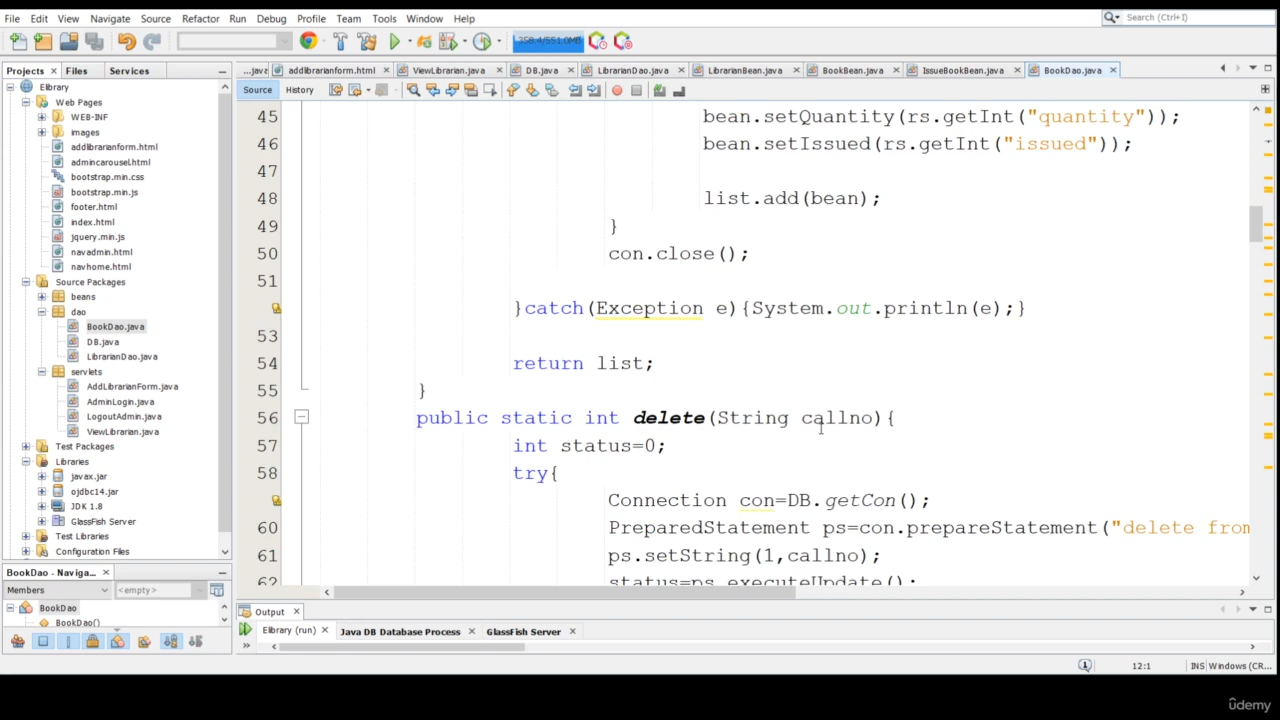 File Edit View Navigate Source Refactor Run Debug Profile Team Tools Window Help
Search (Ctrl+I)
358.4/551.0MB
Projects Files Services
...java addlibrarianform.html ViewLibrarian.java DB.java LibrarianDao.java LibrarianBean.java BookBean.java IssueBookBean.java BookDao.java
Source History
Elibrary
Web Pages
WEB-INF
images
addlibrarianform.html
admincarousel.html
bootstrap.min.css
bootstrap.min.js
footer.html
index.html
jquery.min.js
navadmin.html
navhome.html
Source Packages
beans
dao
BookDao.java
DB.java
LibrarianDao.java
servlets
AddLibrarianForm.java
AdminLogin.java
LogoutAdmin.java
ViewLibrarian.java
Test Packages
Libraries
javax.jar
ojdbc14.jar
JDK 1.8
GlassFish Server
Test Libraries
Configuration Files
45 bean.setQuantity(rs.getInt("quantity"));
46 bean.setIssued(rs.getInt("issued"));
47
48 list.add(bean);
49 }
50 con.close();
51
}catch(Exception e){System.out.println(e);}
53
54 return list;
55 }
56 public static int delete(String callno){
57 int status=0;
58 try{
Connection con=DB.getCon();
60 PreparedStatement ps=con.prepareStatement("delete from
61 ps.setString(1,callno);
62 status=ps.executeUpdate();
BookDao - Naviga...
Members <empty>
BookDao
BookDao()
Output
Elibrary (run) Java DB Database Process GlassFish Server
12:1 INS Windows (CR...
ûdemy